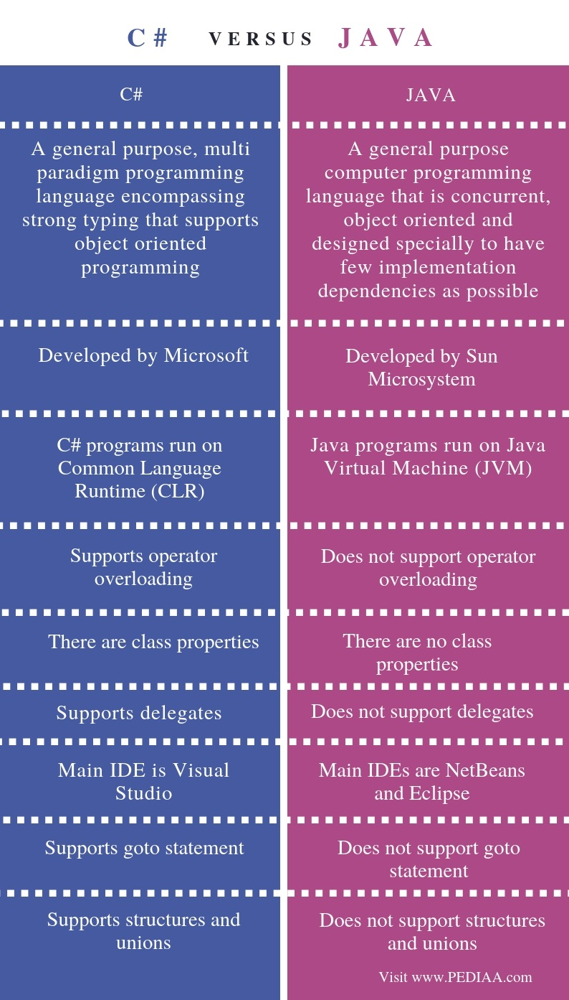 C# VERSUS JAVA
C#
JAVA
A general purpose, multi
paradigm programming
language encompassing
strong typing that supports
object oriented
programming
A general purpose
computer programming
language that is concurrent,
object oriented and
designed specially to have
few implementation
dependencies as possible
Developed by Microsoft
Developed by Sun
Microsystem
C# programs run on
Common Language
Runtime (CLR)
Java programs run on Java
Virtual Machine (JVM)
Supports operator
overloading
Does not support operator
overloading
There are class properties
There are no class
properties
Supports delegates
Does not support delegates
Main IDE is Visual
Studio
Main IDEs are NetBeans
and Eclipse
Supports goto statement
Does not support goto
statement
Supports structures and
unions
Does not support structures
and unions
Visit www.PEDIAA.com